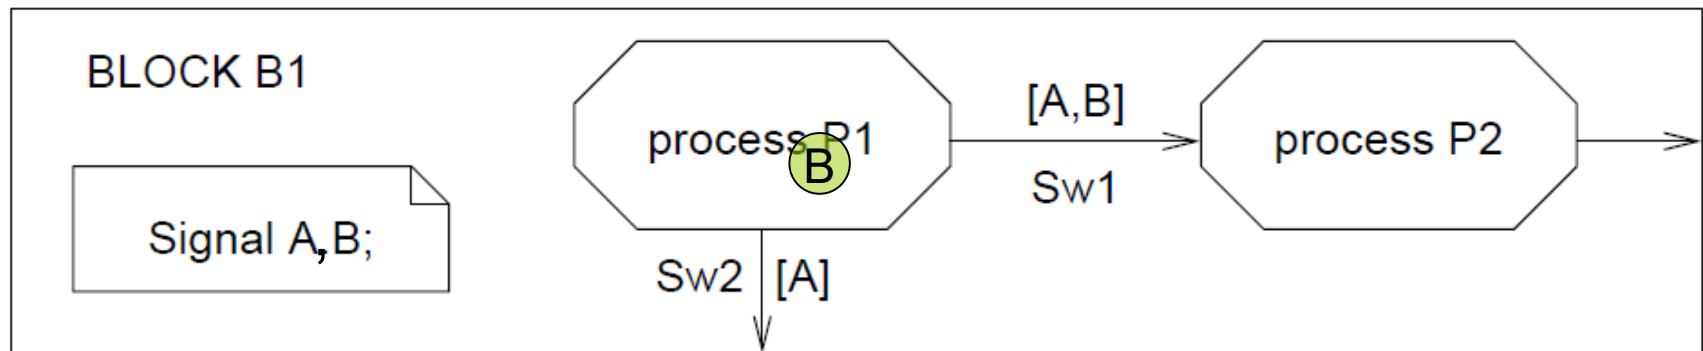 BLOCK B1
Signal A,B;
process P1
B
[A,B]
Sw1
process P2
Sw2 [A]